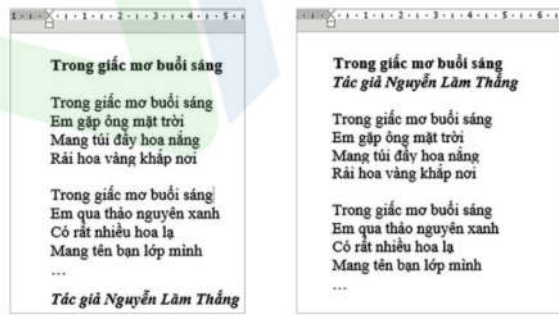 Trong giấc mơ buổi sáng
Trong giấc mơ buổi sáng
Em gặp ông mặt trời
Mang túi đầy hoa nắng
Rải hoa vàng khắp nơi
Trong giấc mơ buổi sáng
Em qua thảo nguyên xanh
Có rất nhiều hoa lạ
Mang tên bạn lớp mình
...
Tác giả Nguyễn Lãm Thắng
Trong giấc mơ buổi sáng
Tác giả Nguyễn Lãm Thắng
Trong giấc mơ buổi sáng
Em gặp ông mặt trời
Mang túi đầy hoa nắng
Rải hoa vàng khắp nơi
Trong giấc mơ buổi sáng
Em qua thảo nguyên xanh
Có rất nhiều hoa lạ
Mang tên bạn lớp mình
...